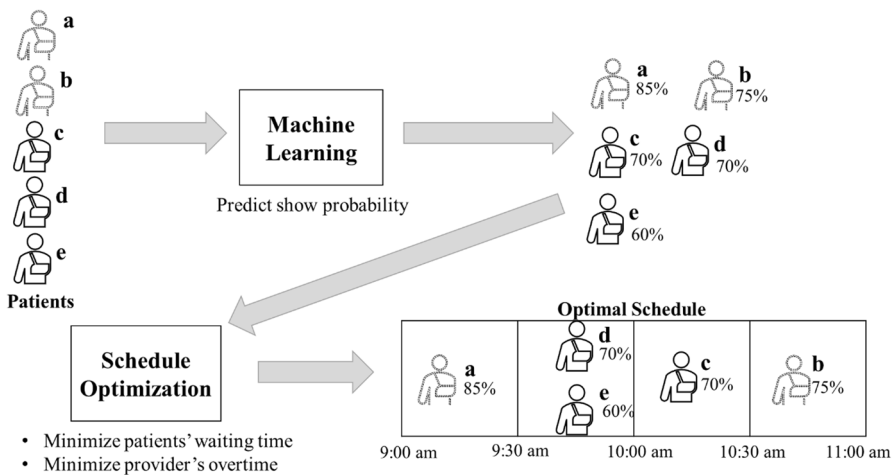 a
b
c
d
e
Patients
Machine
Learning
Predict show probability
a
85%
b
75%
c
70%
d
70%
e
60%
Schedule
Optimization
• Minimize patients' waiting time
• Minimize provider's overtime
Optimal Schedule
a
85%
d
70%
e
60%
c
70%
b
75%
9:00 am 9:30 am 10:00 am 10:30 am 11:00 am